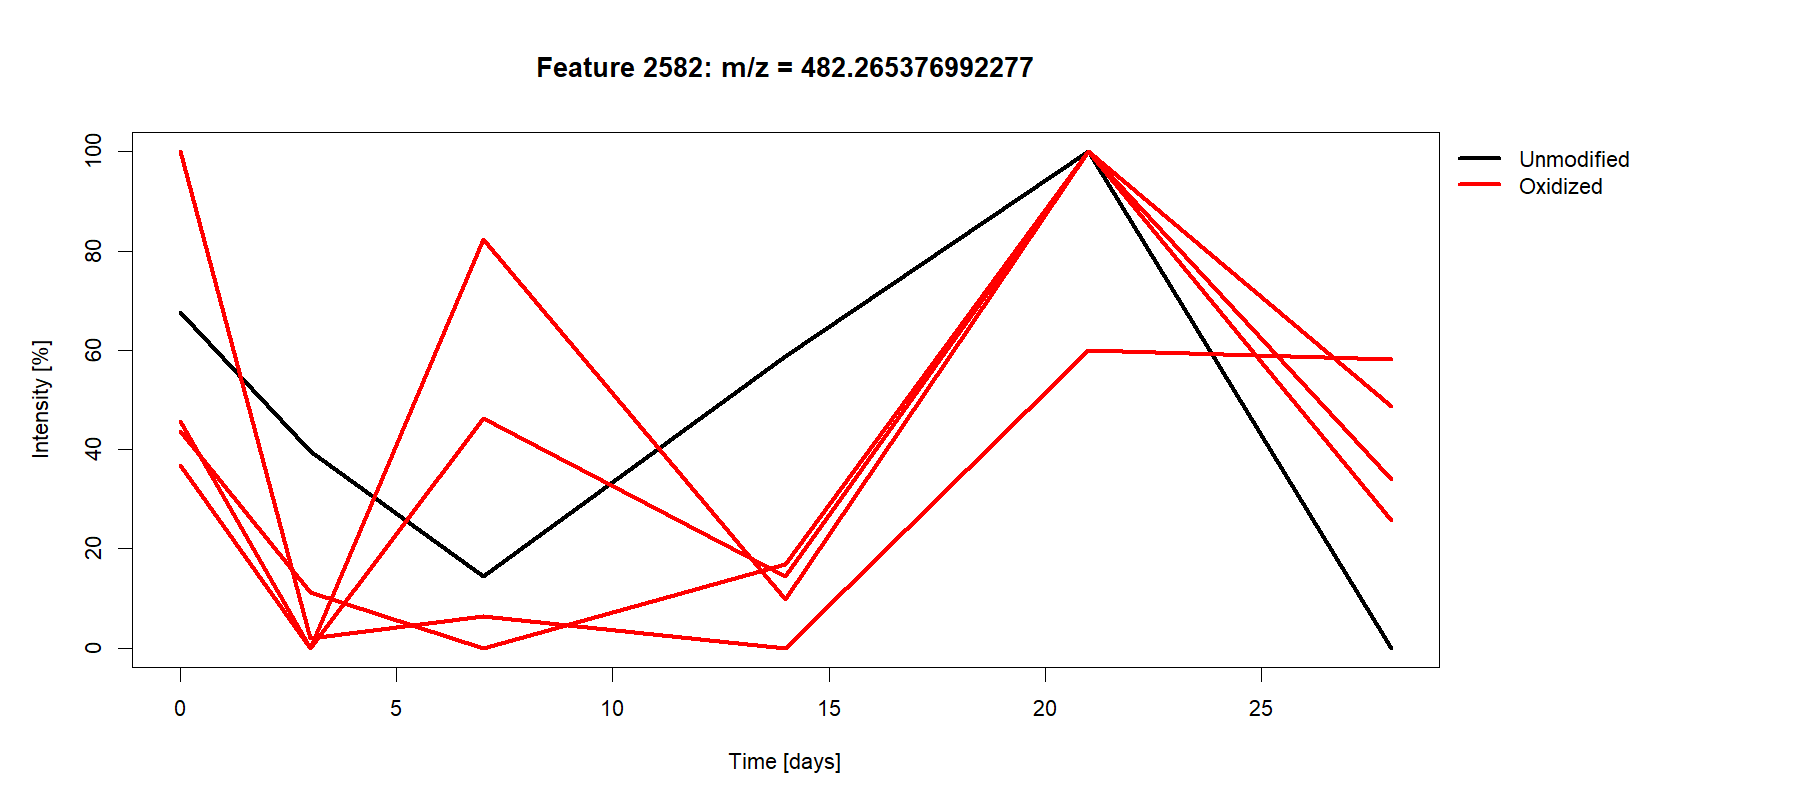 Feature 2582: m/z = 482.265376992277
Unmodified
Oxidized
Intensity [%]
100
80
60
40
20
0
0 5 10 15 20 25
Time [days]